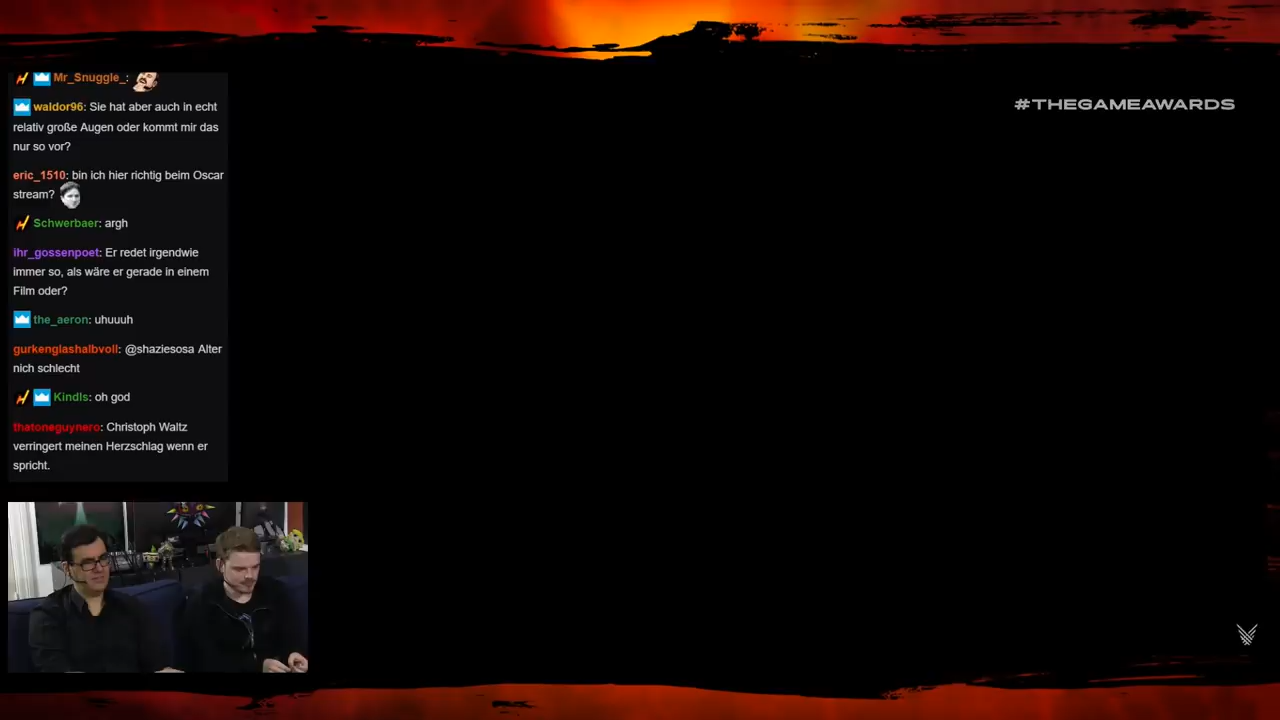 Mr_Snuggle_:
waldor96: Sie hat aber auch in echt
relativ große Augen oder kommt mir das
nur so vor?
eric_1510: bin ich hier richtig beim Oscar
stream?
Schwerbaer: argh
ihr_gossenpoet: Er redet irgendwie
immer so, als wäre er gerade in einem
Film oder?
the_aeron: uhuuuh
gurkenglashalbvoll: @shaziesosa Alter
nich schlecht
Kindls: oh god
thatoneguynero: Christoph Waltz
verringert meinen Herzschlag wenn er
spricht.
#THEGAMEAWARDS